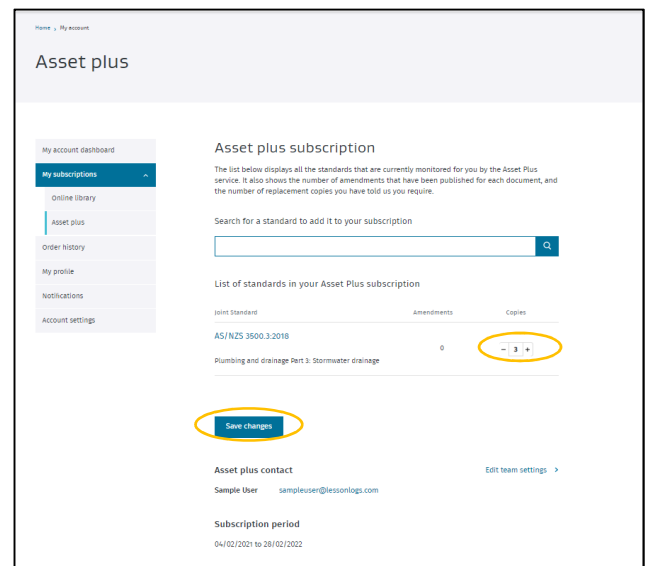 Home > My account
Asset plus
My account dashboard
My subscriptions
Online library
Asset plus
Order history
My profile
Notifications
Account settings
Asset plus subscription
The list below displays all the standards that are currently monitored for you by the Asset Plus
service. It also shows the number of amendments that have been published for each document, and
the number of replacement copies you have told us you require.
Search for a standard to add it to your subscription
List of standards in your Asset Plus subscription
Joint Standard Amendments Copies
AS/NZS 3500.3:2018
0 - 3 +
Plumbing and drainage Part 3: Stormwater drainage
Save changes
Asset plus contact Edit team settings >
Sample User sampleuser@lessonlogs.com
Subscription period
04/02/2021 to 28/02/2022